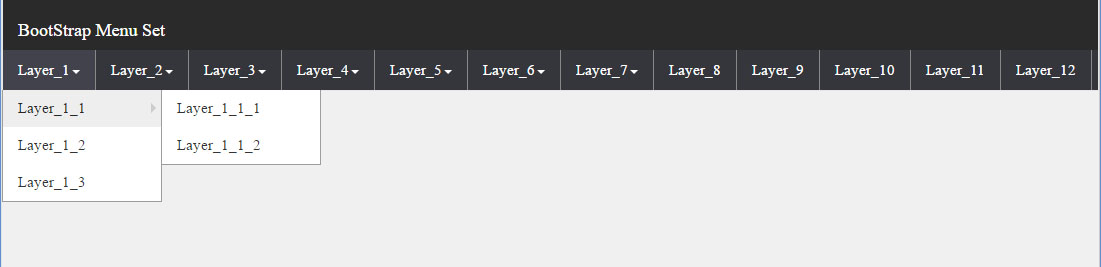 BootStrap Menu Set
Layer_1 Layer_2 Layer_3 Layer_4 Layer_5 Layer_6 Layer_7 Layer_8 Layer_9 Layer_10 Layer_11 Layer_12
Layer_1_1 Layer_1_1_1
Layer_1_2 Layer_1_1_2
Layer_1_3